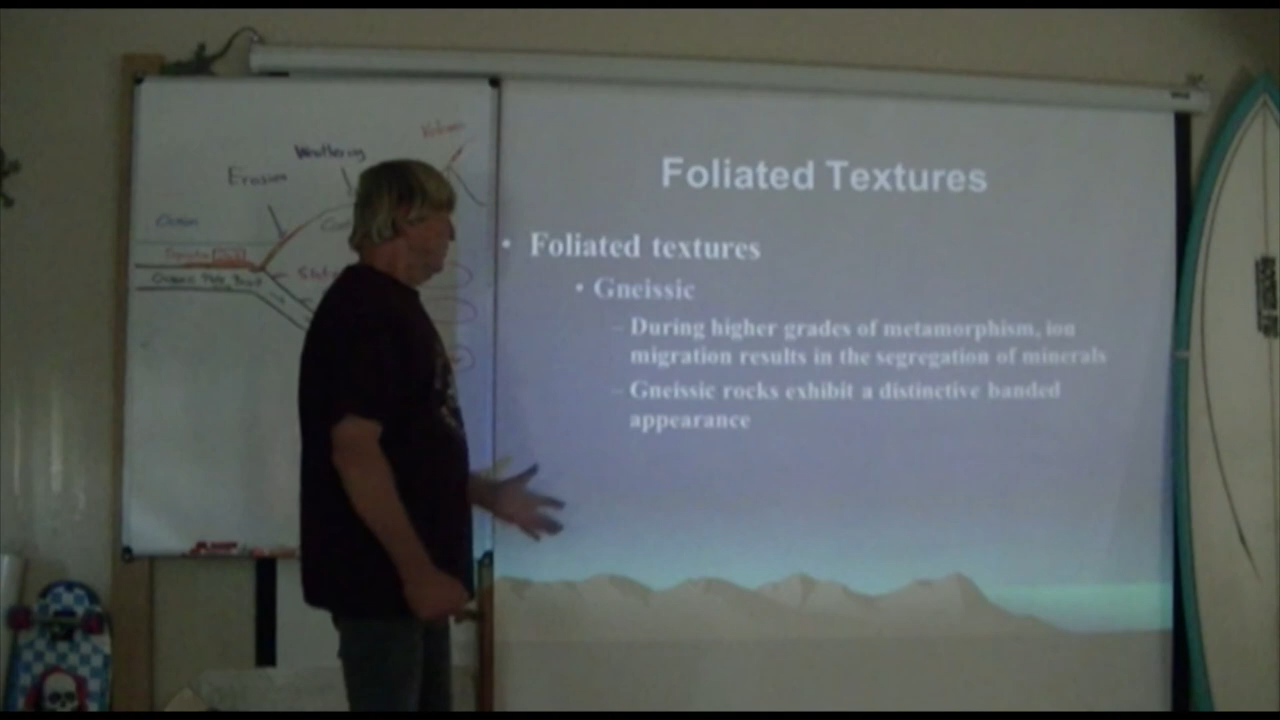 Weathering
Erosion
Ocean
Foliated Textures
• Foliated textures
• Gneissic
– During higher grades of metamorphism, ion
migration results in the segregation of minerals
– Gneissic rocks exhibit a distinctive banded
appearance